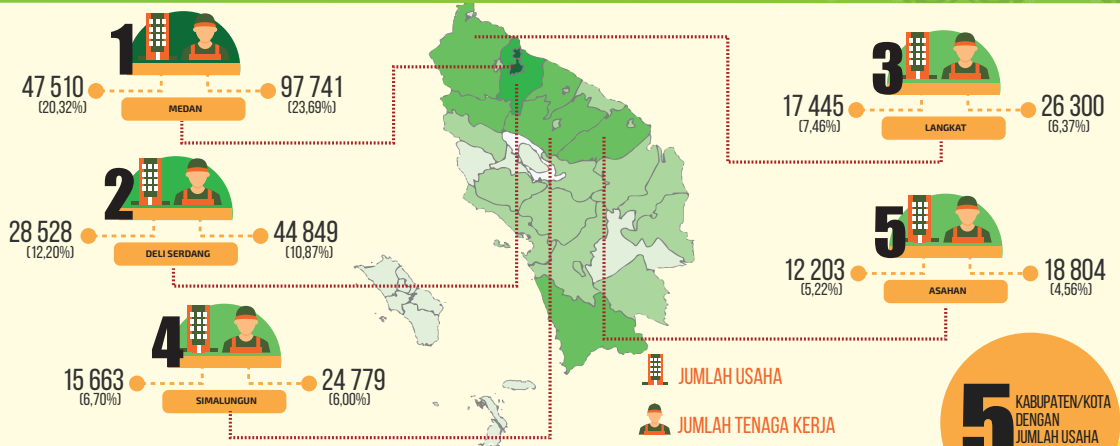 1
47 510
(20,32%)
97 741
(23,69%)
MEDAN
2
28 528
(12,20%)
44 849
(10,87%)
DELI SERDANG
4
15 663
(6,70%)
24 779
(6,00%)
SIMALUNGUN
3
17 445
(7,46%)
26 300
(6,37%)
LANGKAT
5
12 203
(5,22%)
18 804
(4,56%)
ASAHAN
JUMLAH USAHA
JUMLAH TENAGA KERJA
5
KABUPATEN/KOTA
DENGAN
JUMLAH USAHA